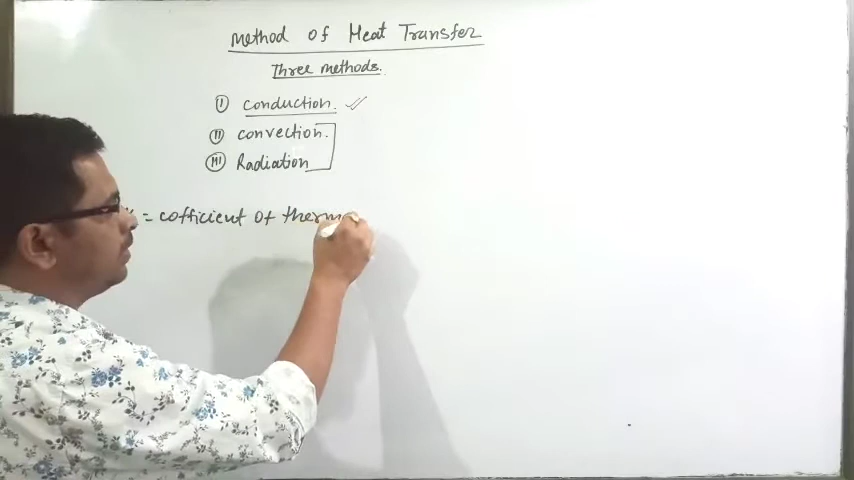 Method of Heat Transfer
Three methods.
(I) conduction. ✓
(II) convection.
(III) Radiation
= cofficient of therm